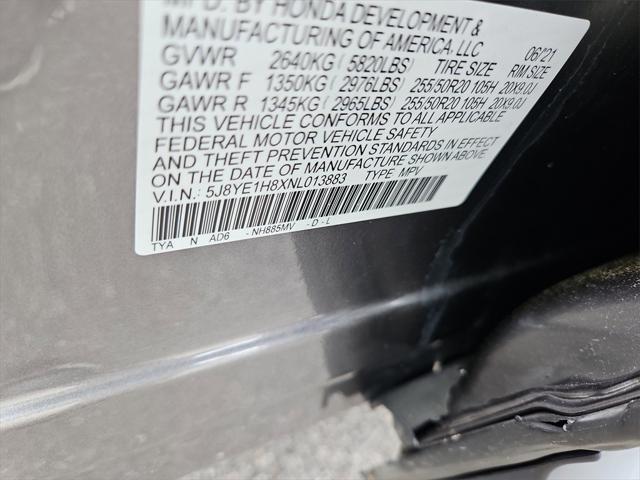 MFD. BY HONDA DEVELOPMENT &
MANUFACTURING OF AMERICA, LLC 06/21
GVWR 2640KG ( 5820LBS) TIRE SIZE RIM SIZE
GAWR F 1350KG ( 2976LBS) 255/50R20 105H 20X9.0J
GAWR R 1345KG ( 2965LBS) 255/50R20 105H 20X9.0J
THIS VEHICLE CONFORMS TO ALL APPLICABLE
FEDERAL MOTOR VEHICLE SAFETY
AND THEFT PREVENTION STANDARDS IN EFFECT
ON THE DATE OF MANUFACTURE SHOWN ABOVE.
V.I.N.: 5J8YE1H8XNL013883 TYPE MPV
TYA N AD6 - NH885MV - D - L